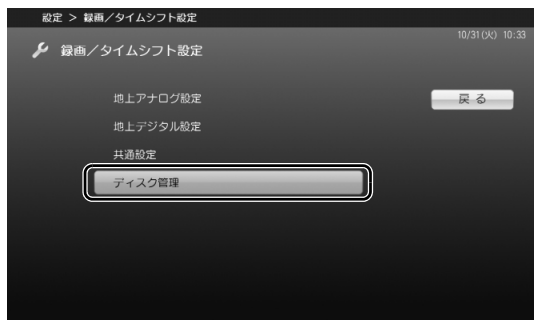 設定 > 録画／タイムシフト設定
10/31(火) 10:33
録画／タイムシフト設定
地上アナログ設定
戻る
地上デジタル設定
共通設定
ディスク管理